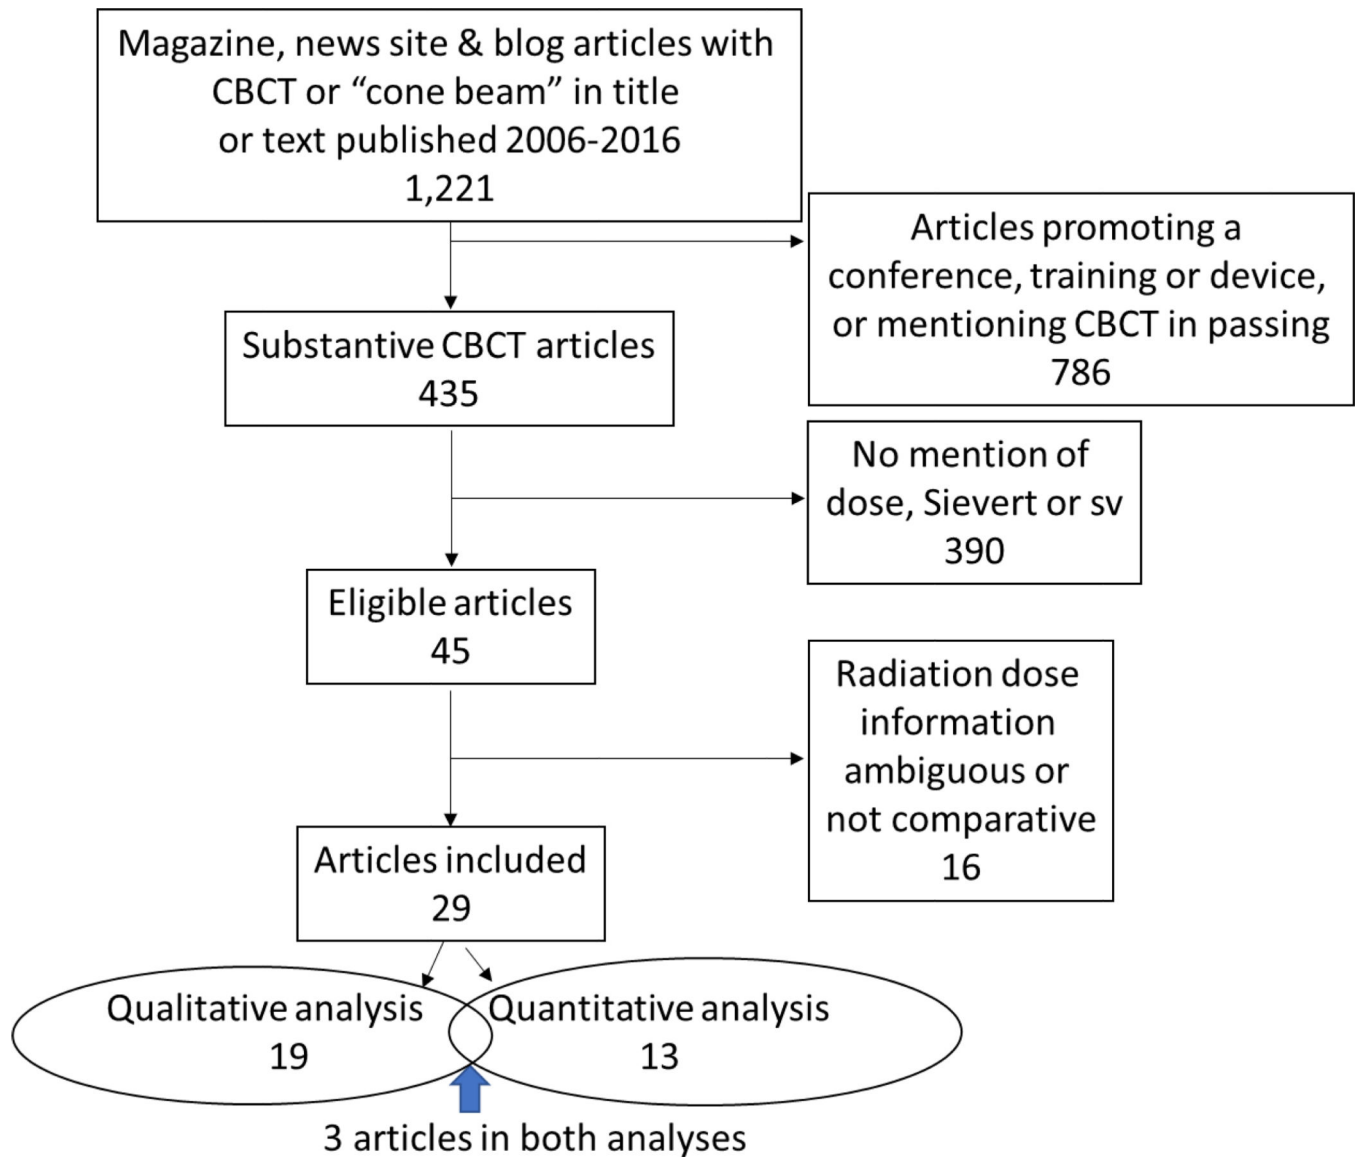 Magazine, news site & blog articles with
CBCT or “cone beam” in title
or text published 2006-2016
1,221
Articles promoting a
conference, training or device,
or mentioning CBCT in passing
786
Substantive CBCT articles
435
No mention of
dose, Sievert or sv
390
Eligible articles
45
Radiation dose
information
ambiguous or
not comparative
16
Articles included
29
Qualitative analysis
19
Quantitative analysis
13
3 articles in both analyses